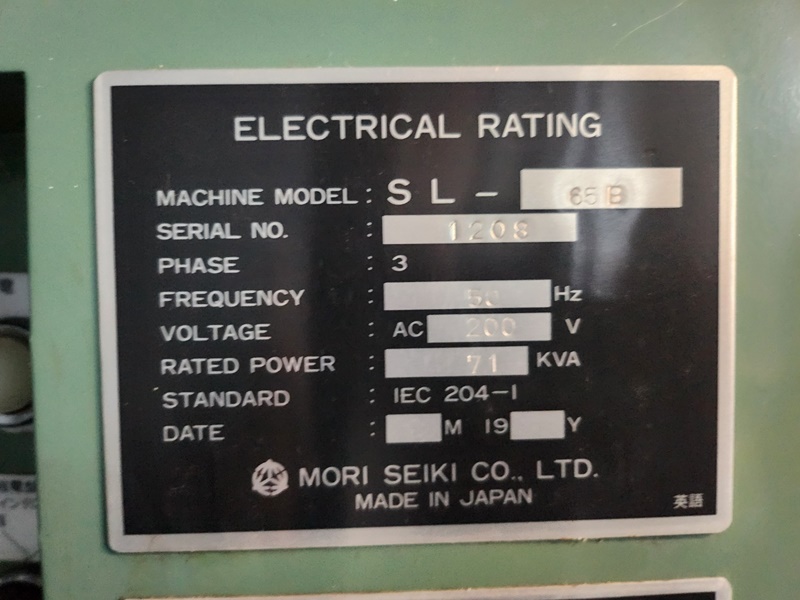 ELECTRICAL RATING
MACHINE MODEL : SL - 65B
SERIAL NO. : 1208
PHASE : 3
FREQUENCY : 50 Hz
VOLTAGE : AC 200 V
RATED POWER : 71 KVA
STANDARD : IEC 204-1
DATE : M 19 Y
MORI SEIKI CO., LTD.
MADE IN JAPAN
英語